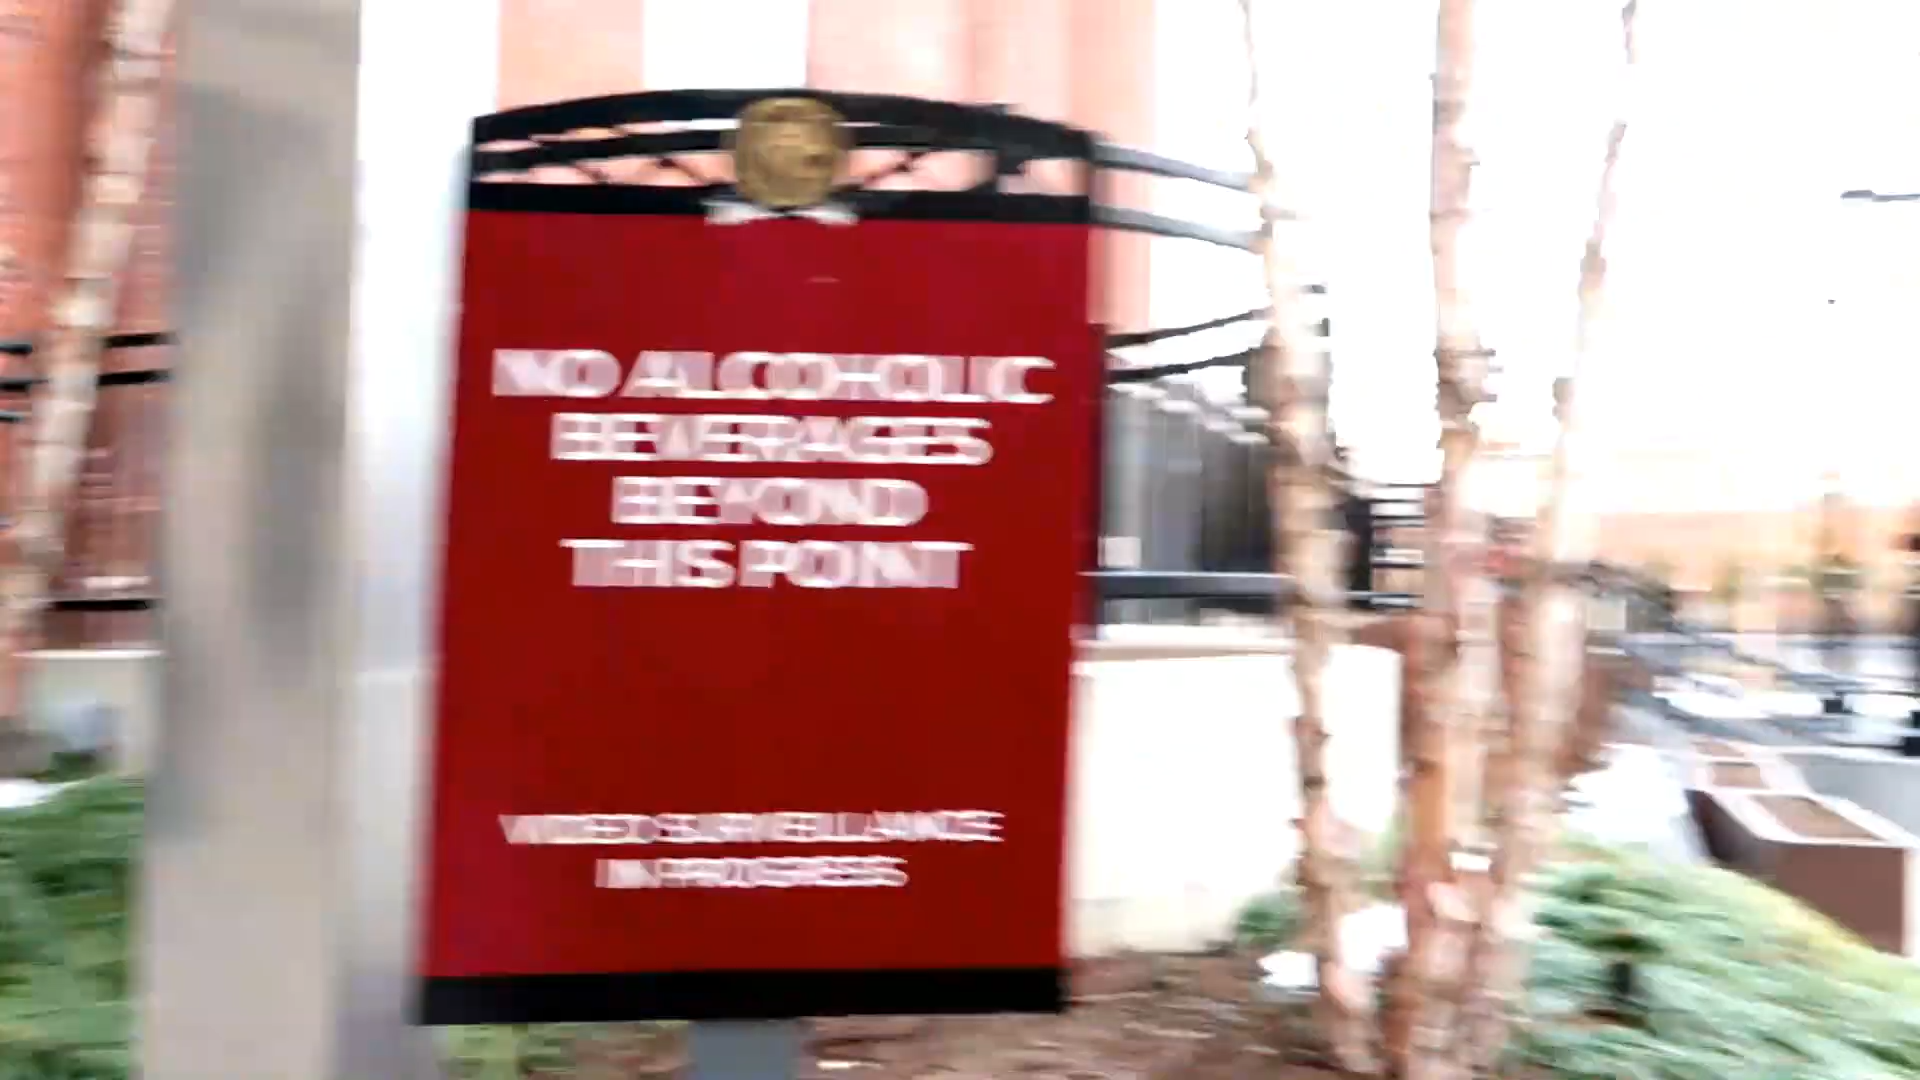 NO ALCOHOLIC
BEVERAGES
BEYOND
THIS POINT
VIDEO SURVEILLANCE
IN PROGRESS